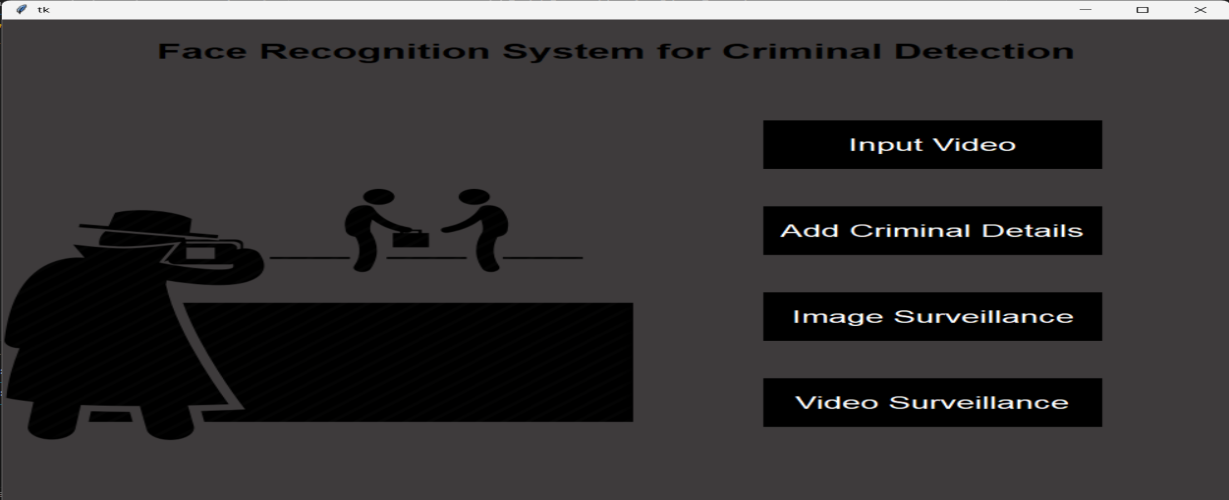 tk
Face Recognition System for Criminal Detection
Input Video
Add Criminal Details
Image Surveillance
Video Surveillance